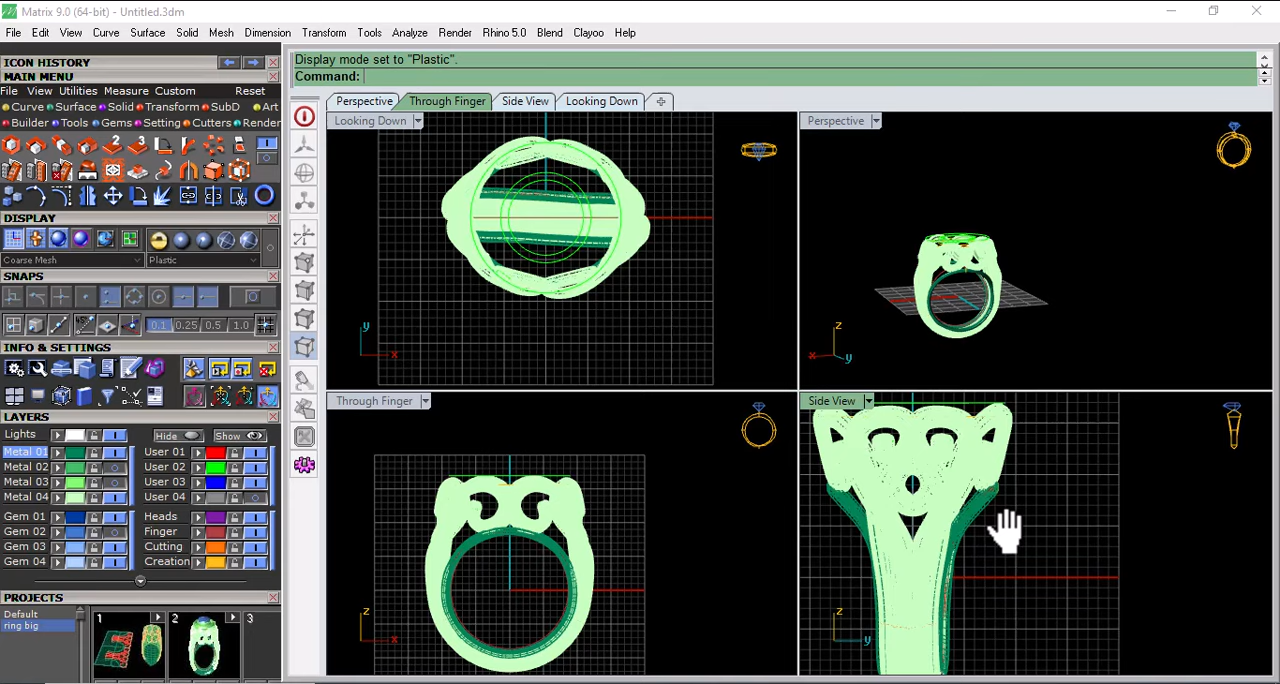 Matrix 9.0 (64-bit) - Untitled.3dm
File Edit View Curve Surface Solid Mesh Dimension Transform Tools Analyze Render Rhino 5.0 Blend Clayoo Help
ICON HISTORY
MAIN MENU
File View Utilities Measure Custom Reset
Curve Surface Solid Transform SubD Art
Builder Tools Gems Setting Cutters Render
DISPLAY
Coarse Mesh Plastic
SNAPS
0.1 0.25 0.5 1.0
INFO & SETTINGS
LAYERS
Lights Hide Show
Metal 01 User 01
Metal 02 User 02
Metal 03 User 03
Metal 04 User 04
Gem 01 Heads
Gem 02 Finger
Gem 03 Cutting
Gem 04 Creation
PROJECTS
Default
ring big
1 2 3
Display mode set to "Plastic".
Command:
Perspective Through Finger Side View Looking Down
Looking Down
y
x
Perspective
z
x
y
Through Finger
z
x
Side View
z
y